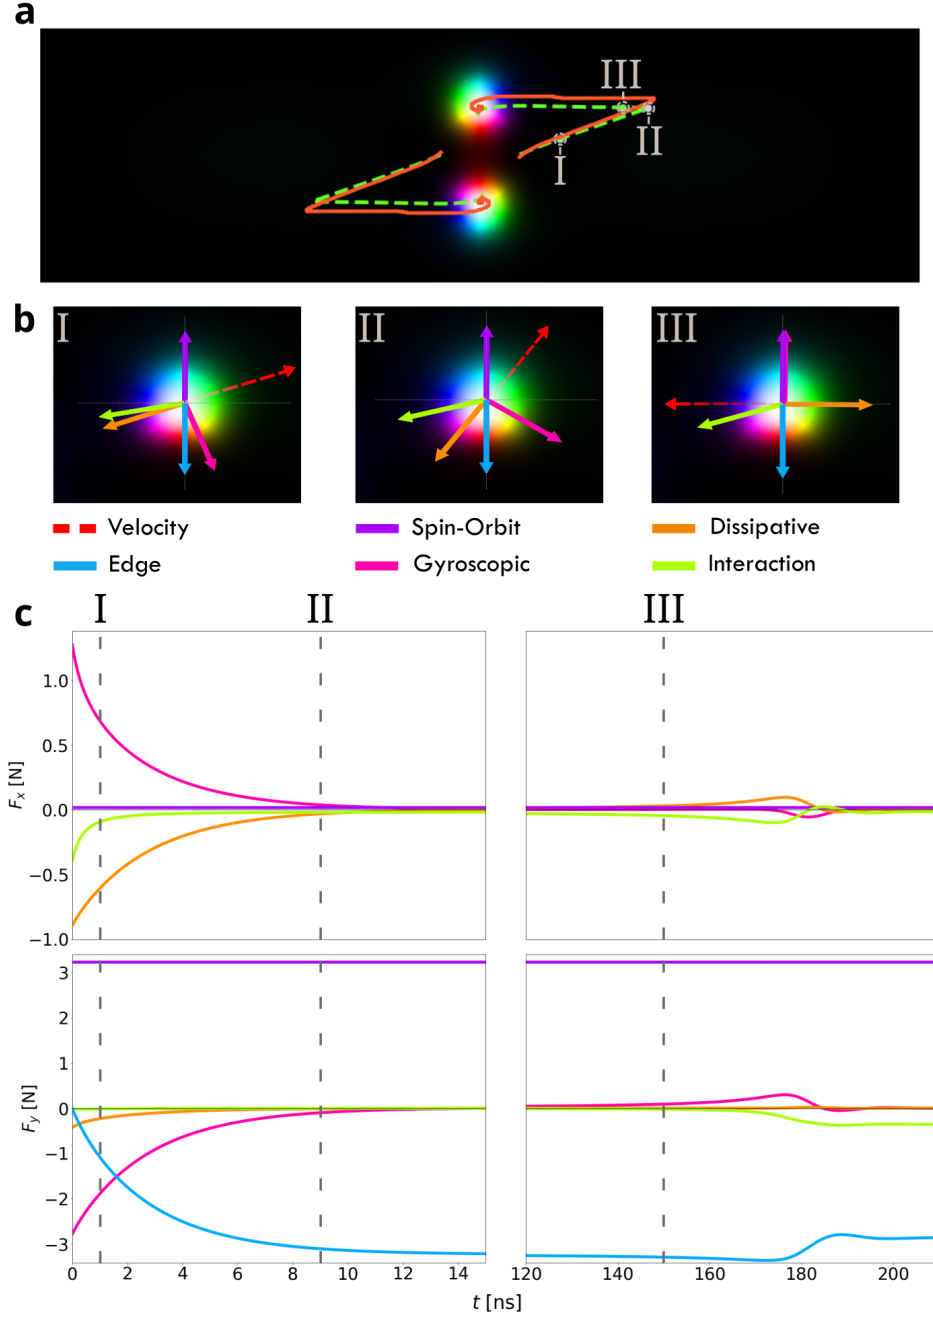 a
III
II
I
b
I
II
III
Velocity
Spin-Orbit
Dissipative
Edge
Gyroscopic
Interaction
c
I
II
III
1.0
0.5
0.0
−0.5
−1.0
Fx [N]
3
2
1
0
−1
−2
−3
Fy [N]
0 2 4 6 8 10 12 14 120 140 160 180 200
t [ns]